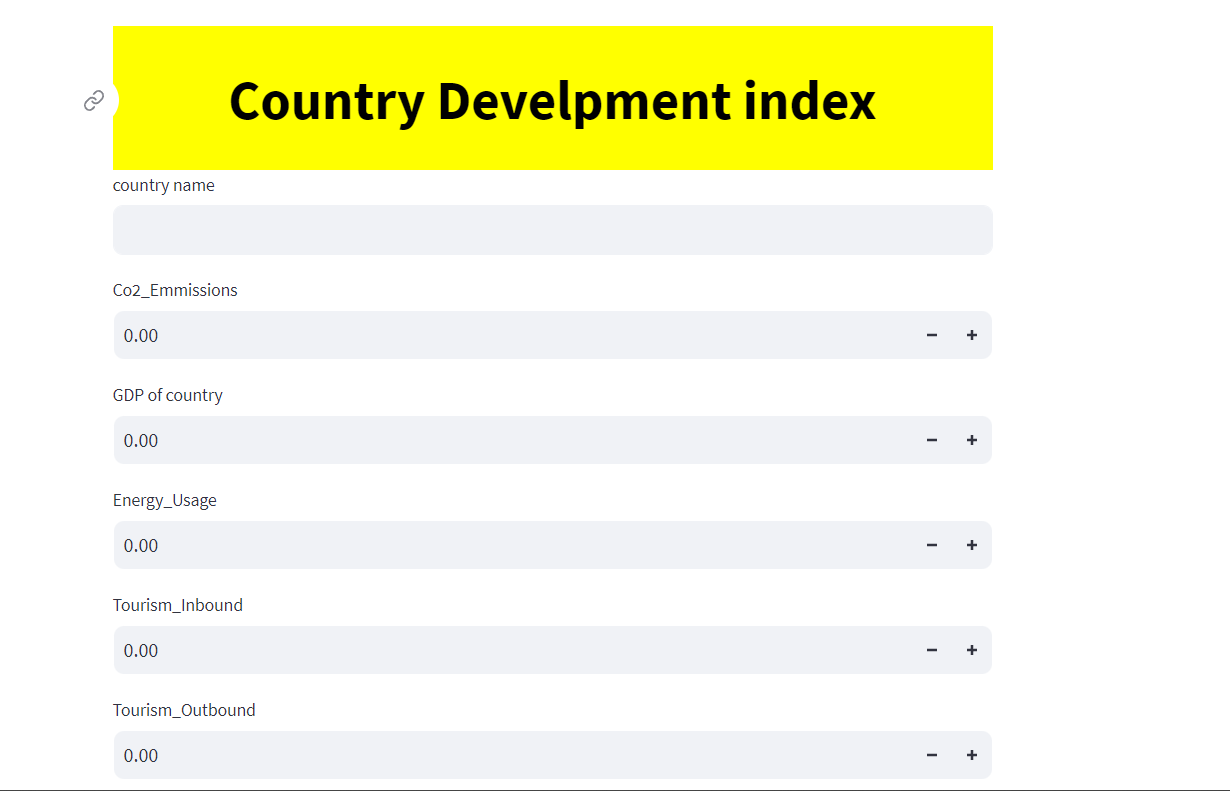 Country Develpment index
country name
Co2_Emmissions
0.00
GDP of country
0.00
Energy_Usage
0.00
Tourism_Inbound
0.00
Tourism_Outbound
0.00